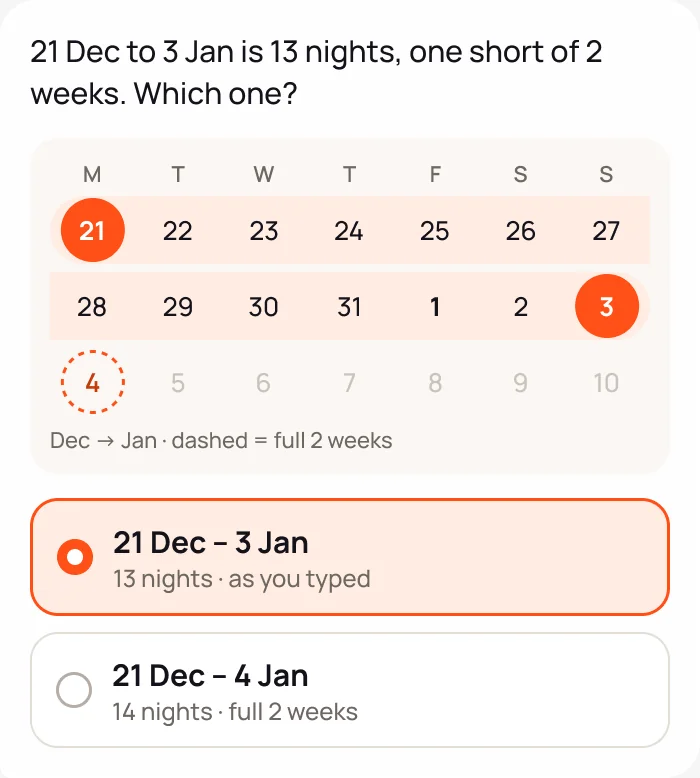 21 Dec to 3 Jan is 13 nights, one short of 2
weeks. Which one?
M T W T F S S
21 22 23 24 25 26 27
28 29 30 31 1 2 3
4 5 6 7 8 9 10
Dec → Jan · dashed = full 2 weeks
21 Dec – 3 Jan
13 nights · as you typed
21 Dec – 4 Jan
14 nights · full 2 weeks